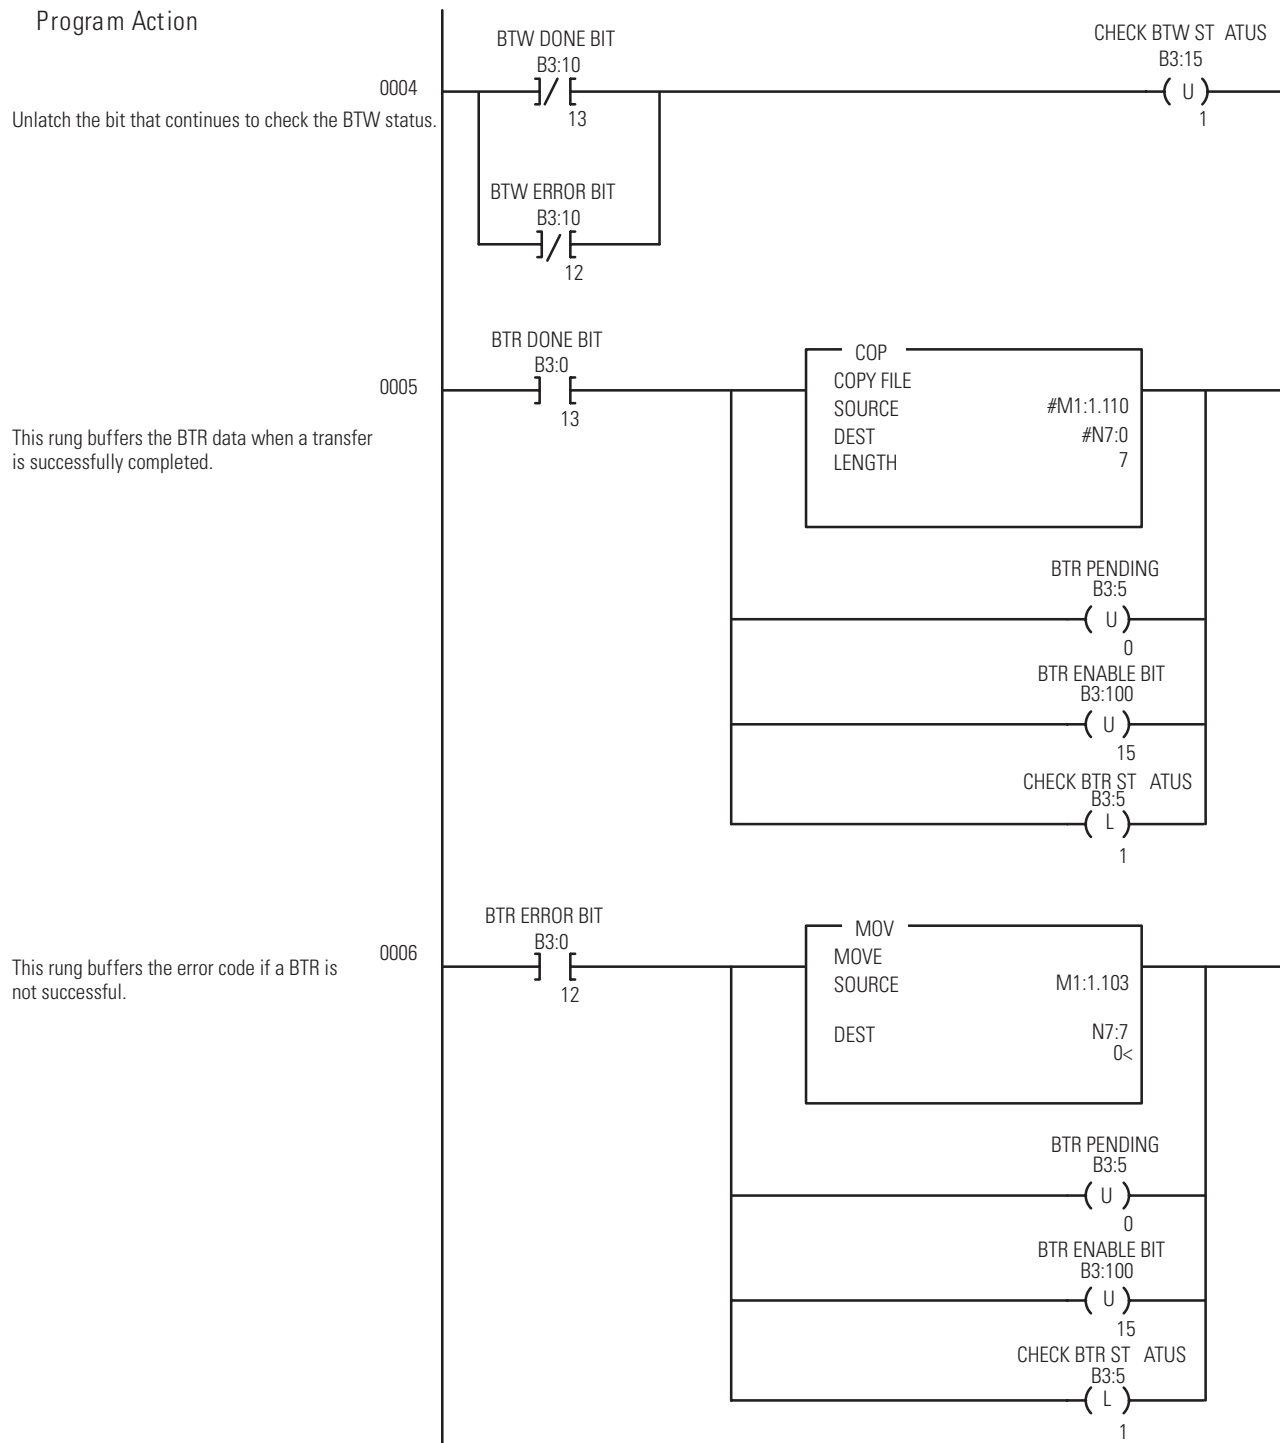 Program Action
BTW DONE BIT
B3:10
13
CHECK BTW ST ATUS
B3:15
U
1
0004
Unlatch the bit that continues to check the BTW status.
BTW ERROR BIT
B3:10
12
BTR DONE BIT
B3:0
13
0005
This rung buffers the BTR data when a transfer
is successfully completed.
COP
COPY FILE
SOURCE #M1:1.110
DEST #N7:0
LENGTH 7
BTR PENDING
B3:5
U
0
BTR ENABLE BIT
B3:100
U
15
CHECK BTR ST ATUS
B3:5
L
1
BTR ERROR BIT
B3:0
12
0006
This rung buffers the error code if a BTR is
not successful.
MOV
MOVE
SOURCE M1:1.103
DEST N7:7
0<
BTR PENDING
B3:5
U
0
BTR ENABLE BIT
B3:100
U
15
CHECK BTR ST ATUS
B3:5
L
1